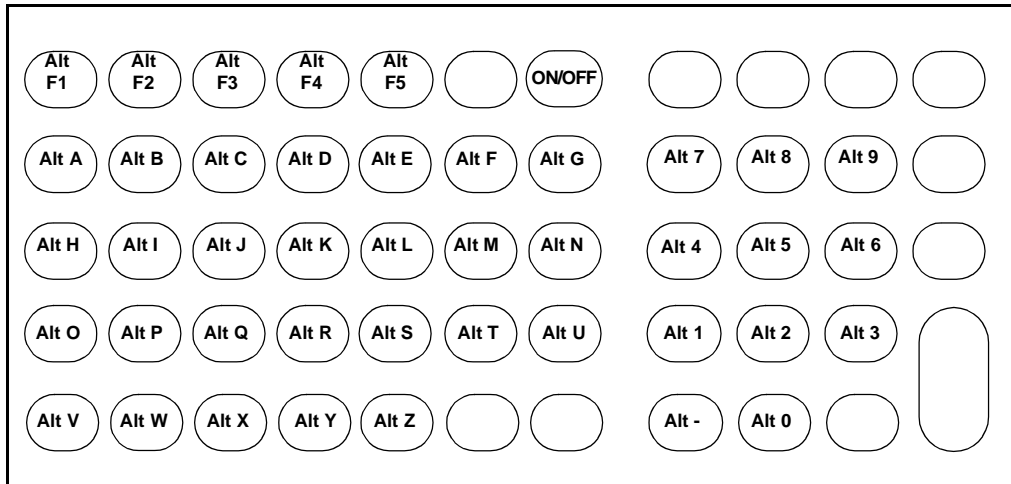 Alt F1 Alt F2 Alt F3 Alt F4 Alt F5 ON/OFF
Alt A Alt B Alt C Alt D Alt E Alt F Alt G Alt 7 Alt 8 Alt 9
Alt H Alt I Alt J Alt K Alt L Alt M Alt N Alt 4 Alt 5 Alt 6
Alt O Alt P Alt Q Alt R Alt S Alt T Alt U Alt 1 Alt 2 Alt 3
Alt V Alt W Alt X Alt Y Alt Z Alt - Alt 0